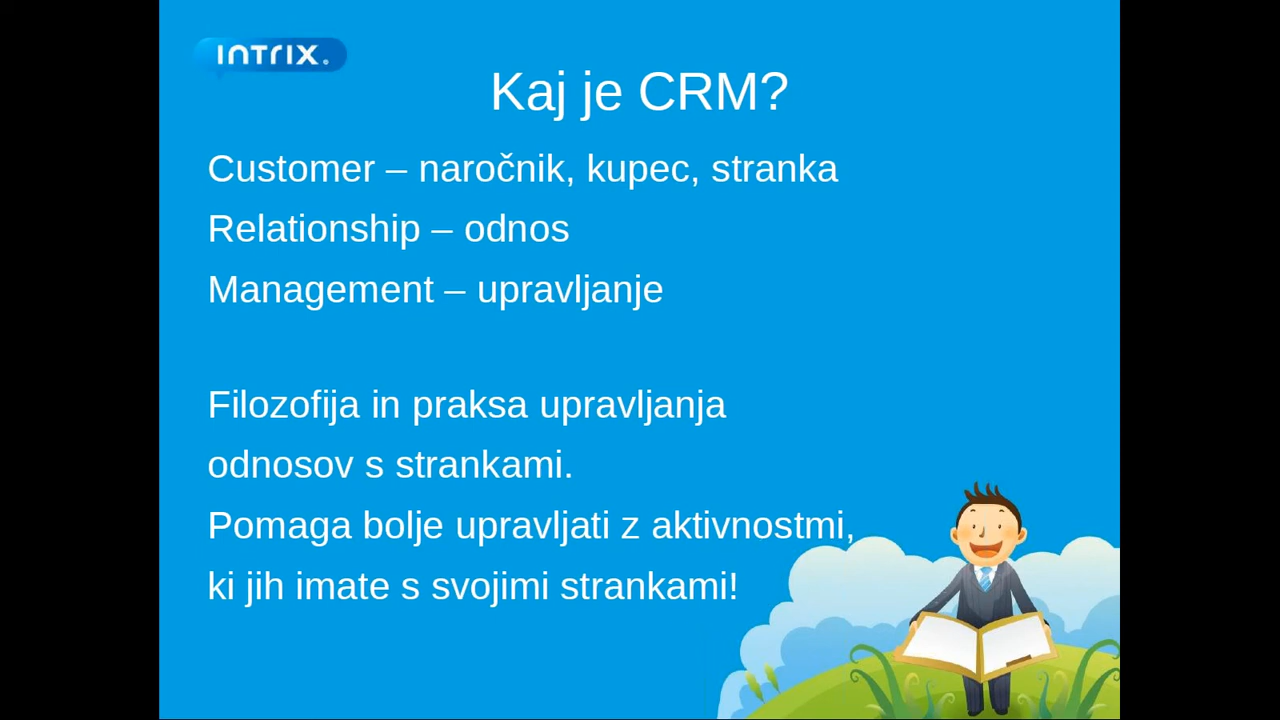 INTRIX.
Kaj je CRM?
Customer – naročnik, kupec, stranka
Relationship – odnos
Management – upravljanje
Filozofija in praksa upravljanja
odnosov s strankami.
Pomaga bolje upravljati z aktivnostmi,
ki jih imate s svojimi strankami!